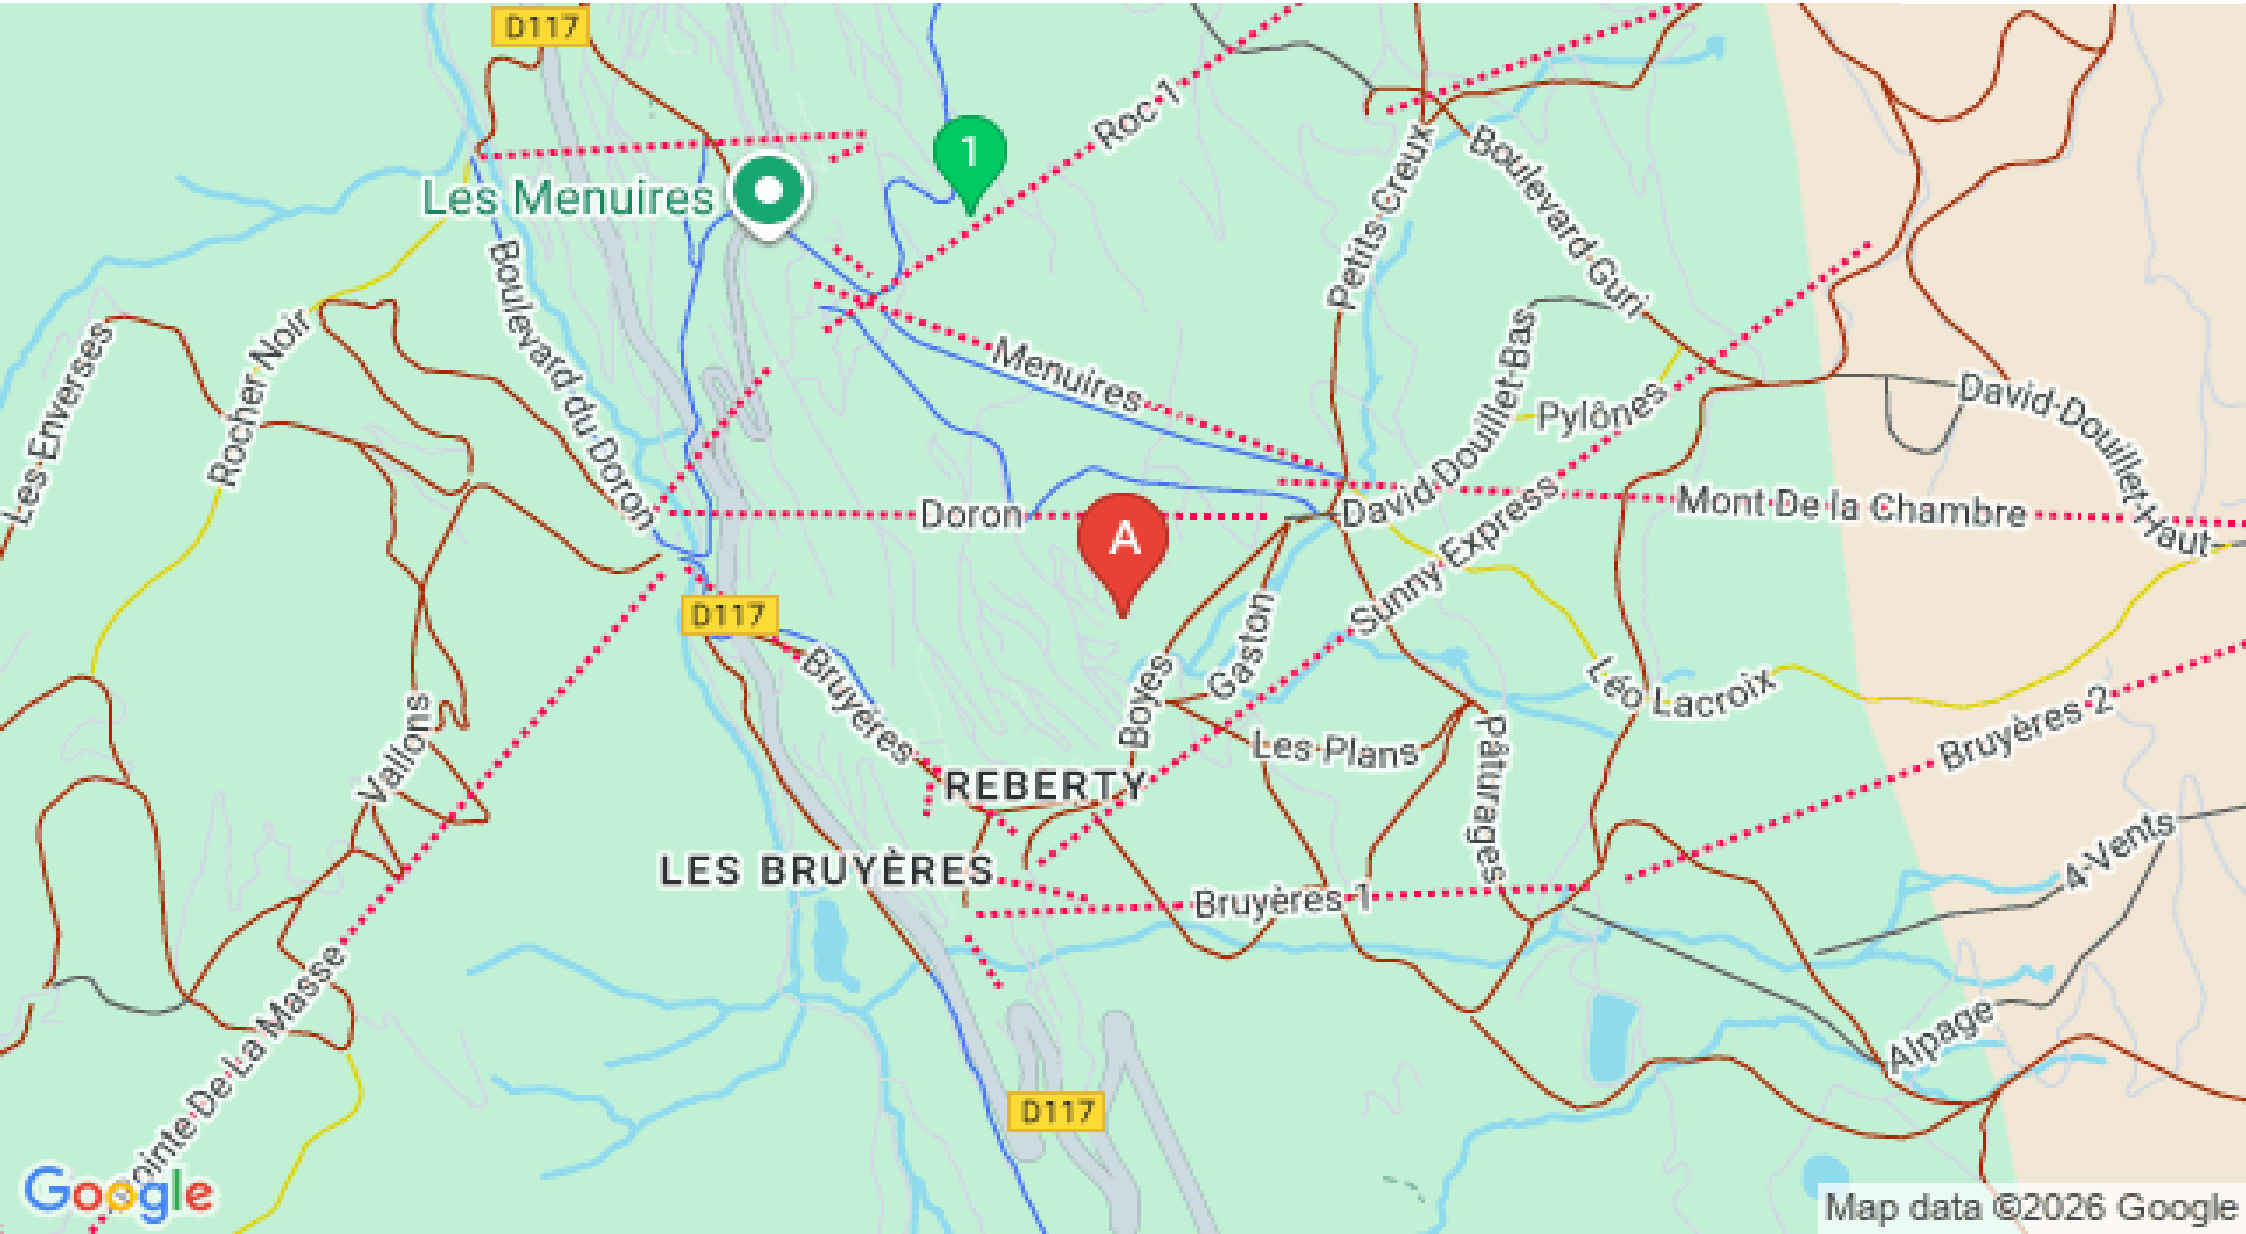 D117
Roc 1
1
Les Menuires
Boulevard Guri
Petits Creux
Boulevard du Doron
Rocher Noir
Les Enverses
Menuires
David Douillet Bas
Pylônes
David Douillet Haut
Doron
David
Sunny Express
Mont De la Chambre
A
D117
Gaston
Bruyères
Boyes
Léo Lacroix
Vallons
Les Plans
Pâturages
Bruyères 2
REBERTY
LES BRUYÈRES
Bruyères 1
4 Vents
Alpage
Pointe De La Masse
D117
Google
Map data ©2026 Google